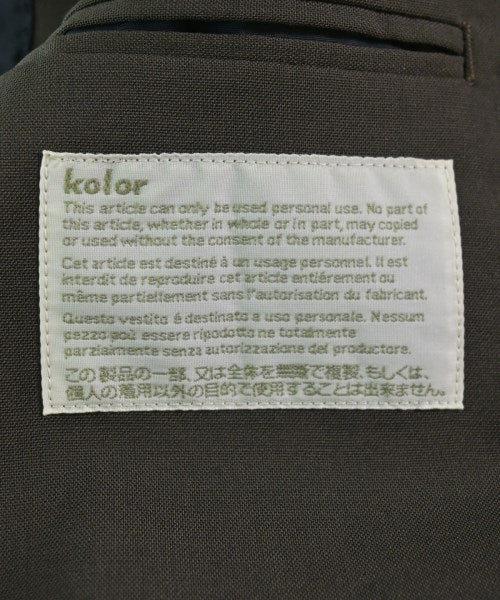 kolor
This article can only be used personal use. No part of
this article, whether in whole or in part, may copied
or used without the consent of the manufacturer.
Cet article est destiné à un usage personnel. Il est
interdit de reproduire cet article entiérement ou
même partiellement sans l'autorisation du fabricant.
Questo vestito é destinato a uso personale. Nessun
pezzo può essere ripodotto ne totalmente
parzialmente senza autorizzazione del productore.
この製品の一部、又は全体を無断で複製、もしくは、
個人の着用以外の目的で使用することは出来ません。